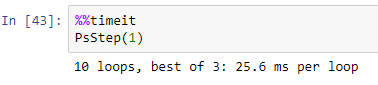 In [43]: %%timeit
PsStep(1)
10 loops, best of 3: 25.6 ms per loop